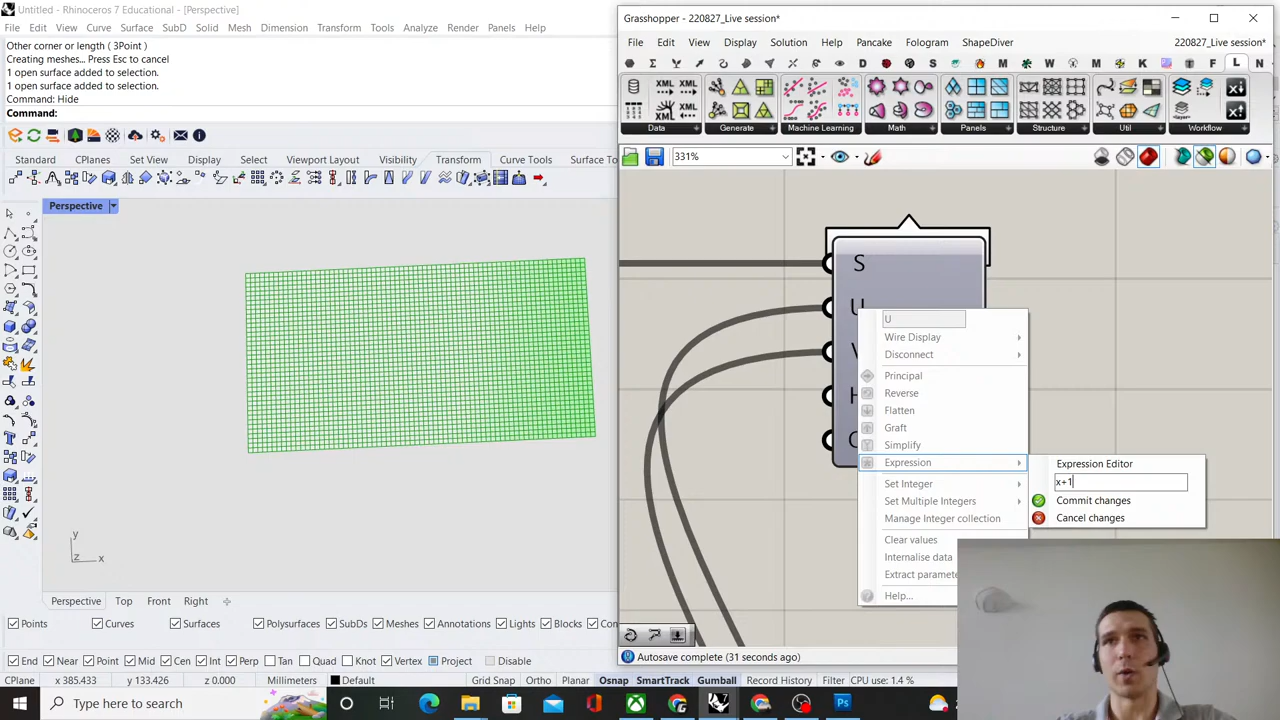 Untitled - Rhinoceros 7 Educational - [Perspective]
File Edit View Curve Surface SubD Solid Mesh Dimension Transform Tools Analyze Render Panels Help
Other corner or length ( 3Point )
Creating meshes... Press Esc to cancel
1 open surface added to selection.
1 open surface added to selection.
Command: Hide
Command:
Standard CPlanes Set View Display Select Viewport Layout Visibility Transform Curve Tools Surface To
Perspective
y
z x
Perspective Top Front Right
Points Curves Surfaces Polysurfaces SubDs Meshes Annotations Lights Blocks Con
End Near Point Mid Cen Int Perp Tan Quad Knot Vertex Project Disable
CPlane x 385.433 y 133.426 z 0.000 Millimeters Default Grid Snap Ortho Planar Osnap SmartTrack Gumball Record History Filter CPU use: 1.4 %
Grasshopper - 220827_Live session*
File Edit View Display Solution Help Pancake Fologram ShapeDiver 220827_Live session*
Data Generate Machine Learning Math Panels Structure Util Workflow
331%
S
U
U
Wire Display
Disconnect
Principal
Reverse
Flatten
Graft
Simplify
Expression
Set Integer
Set Multiple Integers
Manage Integer collection
Clear values
Internalise data
Extract paramete
Help...
Expression Editor
x+1
Commit changes
Cancel changes
Autosave complete (31 seconds ago)
Type here to search